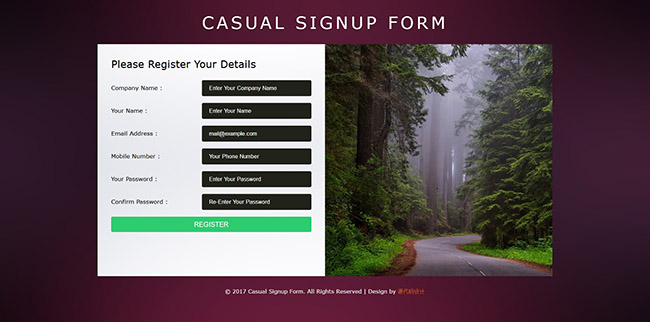 CASUAL SIGNUP FORM
Please Register Your Details
Company Name : Enter Your Company Name
Your Name : Enter Your Name
Email Address : mail@example.com
Mobile Number : Your Phone Number
Your Password : Enter Your Password
Confirm Password : Re-Enter Your Password
REGISTER
© 2017 Casual Signup Form. All Rights Reserved | Design by